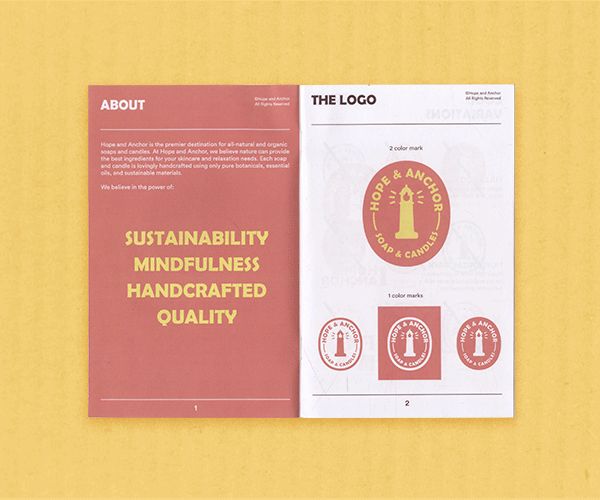 ABOUT
©Hope and Anchor
All Rights Reserved
Hope and Anchor is the premier destination for all-natural and organic
soaps and candles. At Hope and Anchor, we believe nature can provide
the best ingredients for your skincare and relaxation needs. Each soap
and candle is lovingly handcrafted using only pure botanicals, essential
oils, and sustainable materials.
We believe in the power of:
SUSTAINABILITY
MINDFULNESS
HANDCRAFTED
QUALITY
1
THE LOGO
©Hope and Anchor
All Rights Reserved
VARIATIONS
2 color mark
HOPE & ANCHOR
SOAP & CANDLES
1 color marks
HOPE & ANCHOR
SOAP & CANDLES
HOPE & ANCHOR
SOAP & CANDLES
HOPE & ANCHOR
SOAP & CANDLES
2